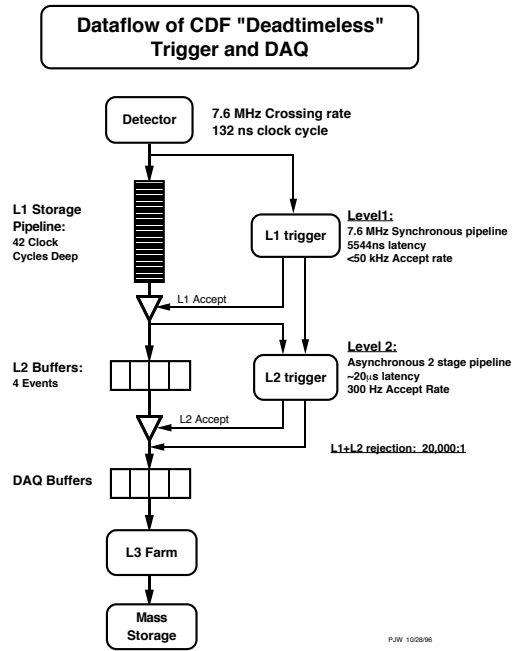 Dataflow of CDF "Deadtimeless"
Trigger and DAQ
Detector
7.6 MHz Crossing rate
132 ns clock cycle
L1 Storage
Pipeline:
42 Clock
Cycles Deep
L1 trigger
Level1:
7.6 MHz Synchronous pipeline
5544ns latency
<50 kHz Accept rate
L1 Accept
L2 Buffers:
4 Events
L2 trigger
Level 2:
Asynchronous 2 stage pipeline
~20μs latency
300 Hz Accept Rate
L2 Accept
L1+L2 rejection: 20,000:1
DAQ Buffers
L3 Farm
Mass
Storage
PJW 10/28/96